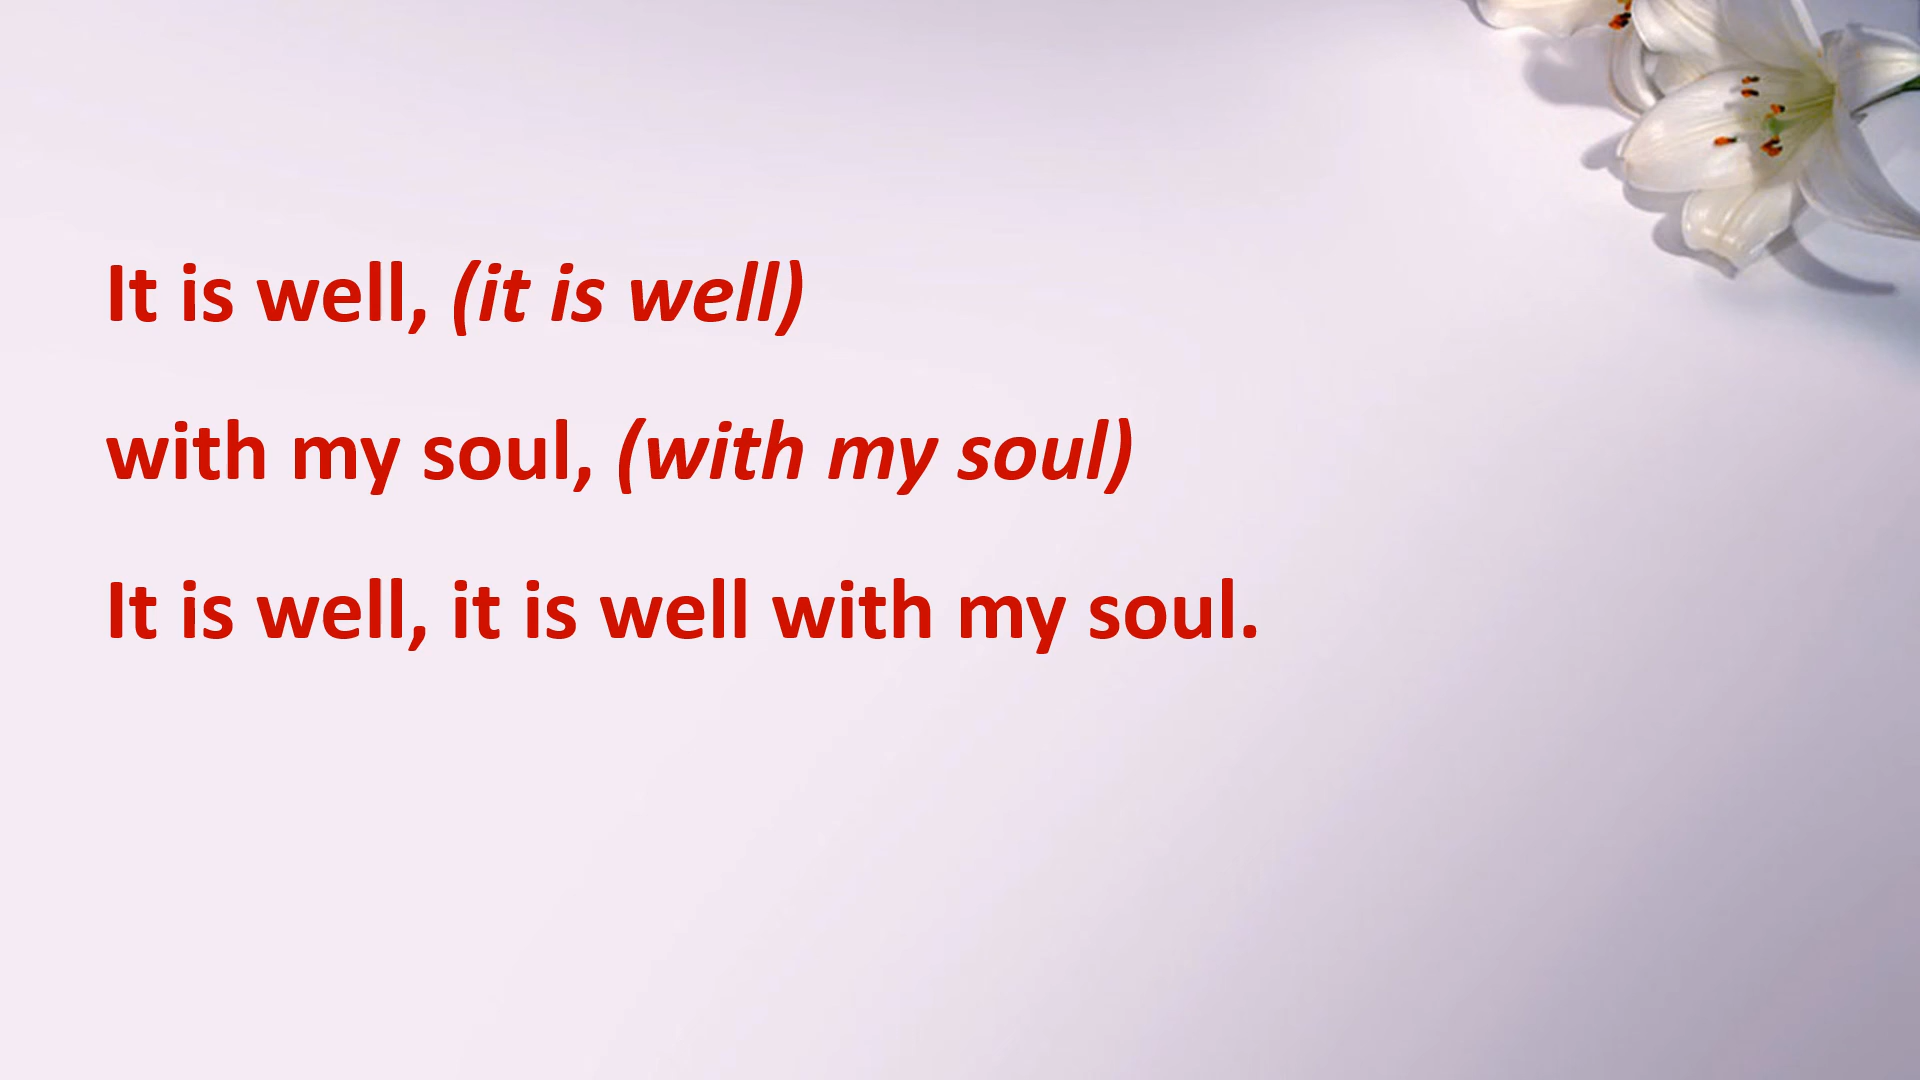 It is well, (it is well)
with my soul, (with my soul)
It is well, it is well with my soul.